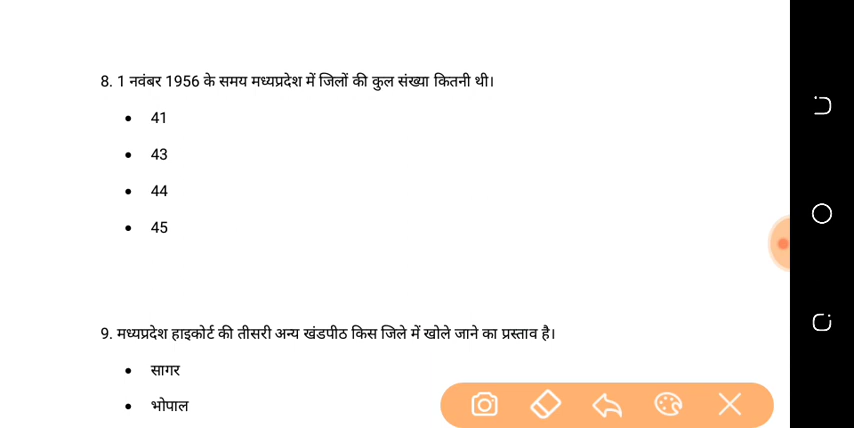 8. 1 नवंबर 1956 के समय मध्यप्रदेश में जिलों की कुल संख्या कितनी थी।
• 41
• 43
• 44
• 45
9. मध्यप्रदेश हाइकोर्ट की तीसरी अन्य खंडपीठ किस जिले में खोले जाने का प्रस्ताव है।
• सागर
• भोपाल